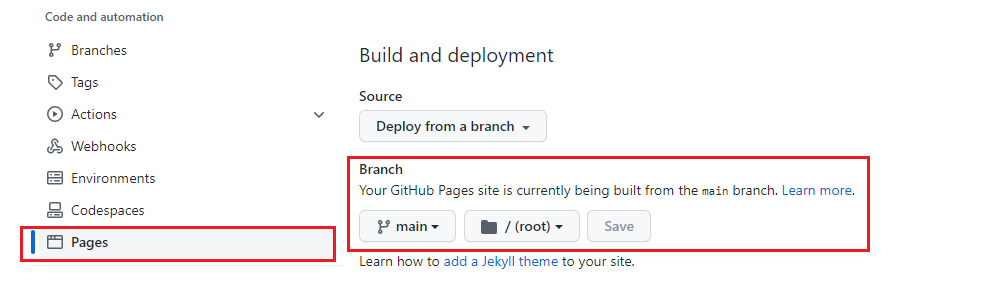 Code and automation
Branches
Tags
Actions
Webhooks
Environments
Codespaces
Pages
Build and deployment
Source
Deploy from a branch
Branch
Your GitHub Pages site is currently being built from the main branch. Learn more.
main
/ (root)
Save
Learn how to add a Jekyll theme to your site.